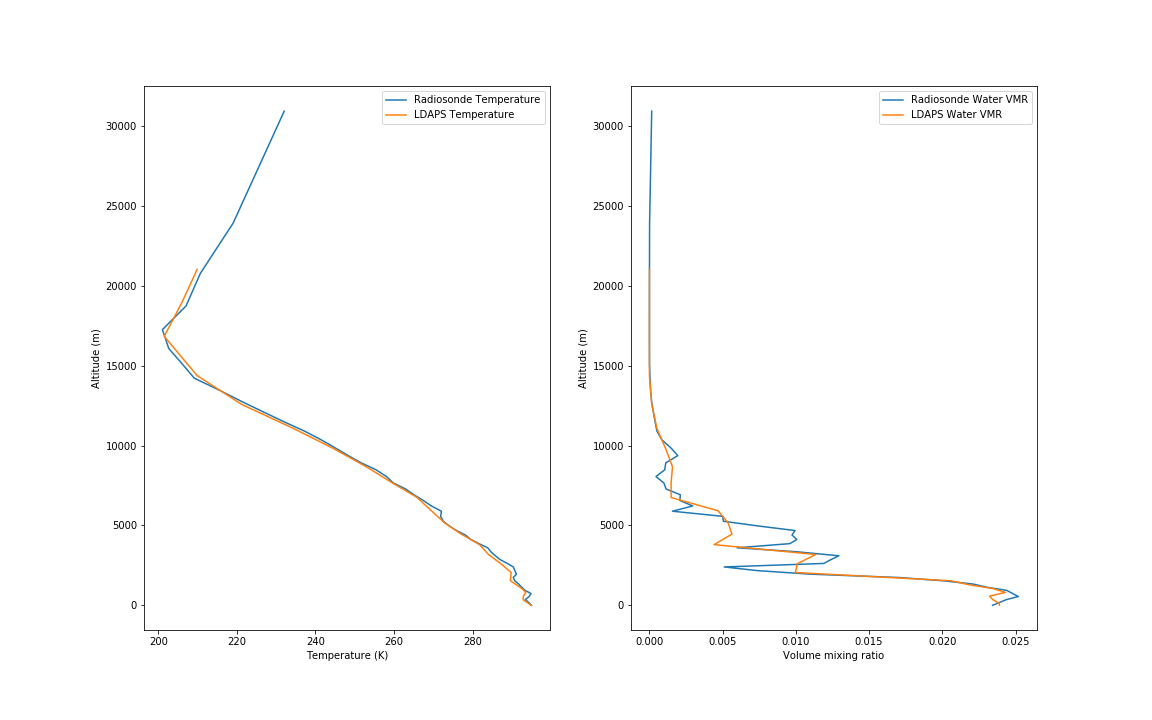 Radiosonde Temperature
LDAPS Temperature
30000
25000
20000
15000
10000
5000
0
Altitude (m)
200 220 240 260 280
Temperature (K)
Radiosonde Water VMR
LDAPS Water VMR
30000
25000
20000
15000
10000
5000
0
Altitude (m)
0.000 0.005 0.010 0.015 0.020 0.025
Volume mixing ratio